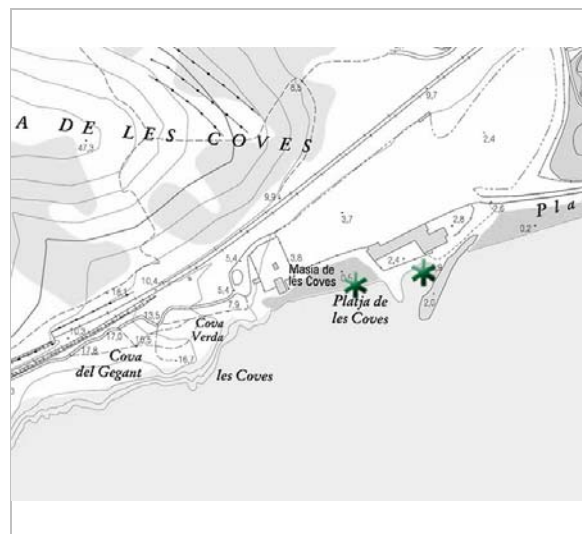 8,5
9,7
A DE LES COVES
47,3
2,4
9,9
3,7
2,8
2,6
Pla
0,2
5,4
3,8
2,4
Masia de
les Coves
18,1
10,4
5,4
7,9
2,0
Platja de
les Coves
13,5
Cova
Verda
10,3
17,0
18,5
17,8
16,7
Cova
del Gegant
les Coves